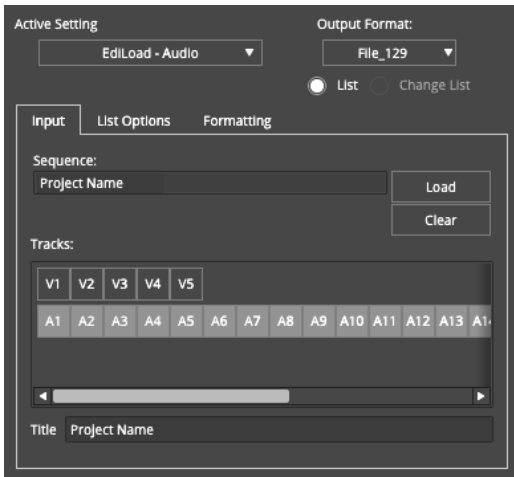 Active Setting Output Format:
EdiLoad - Audio File_129
List Change List
Input List Options Formatting
Sequence:
Project Name
Load
Clear
Tracks:
V1 V2 V3 V4 V5
A1 A2 A3 A4 A5 A6 A7 A8 A9 A10 A11 A12 A13
Title Project Name